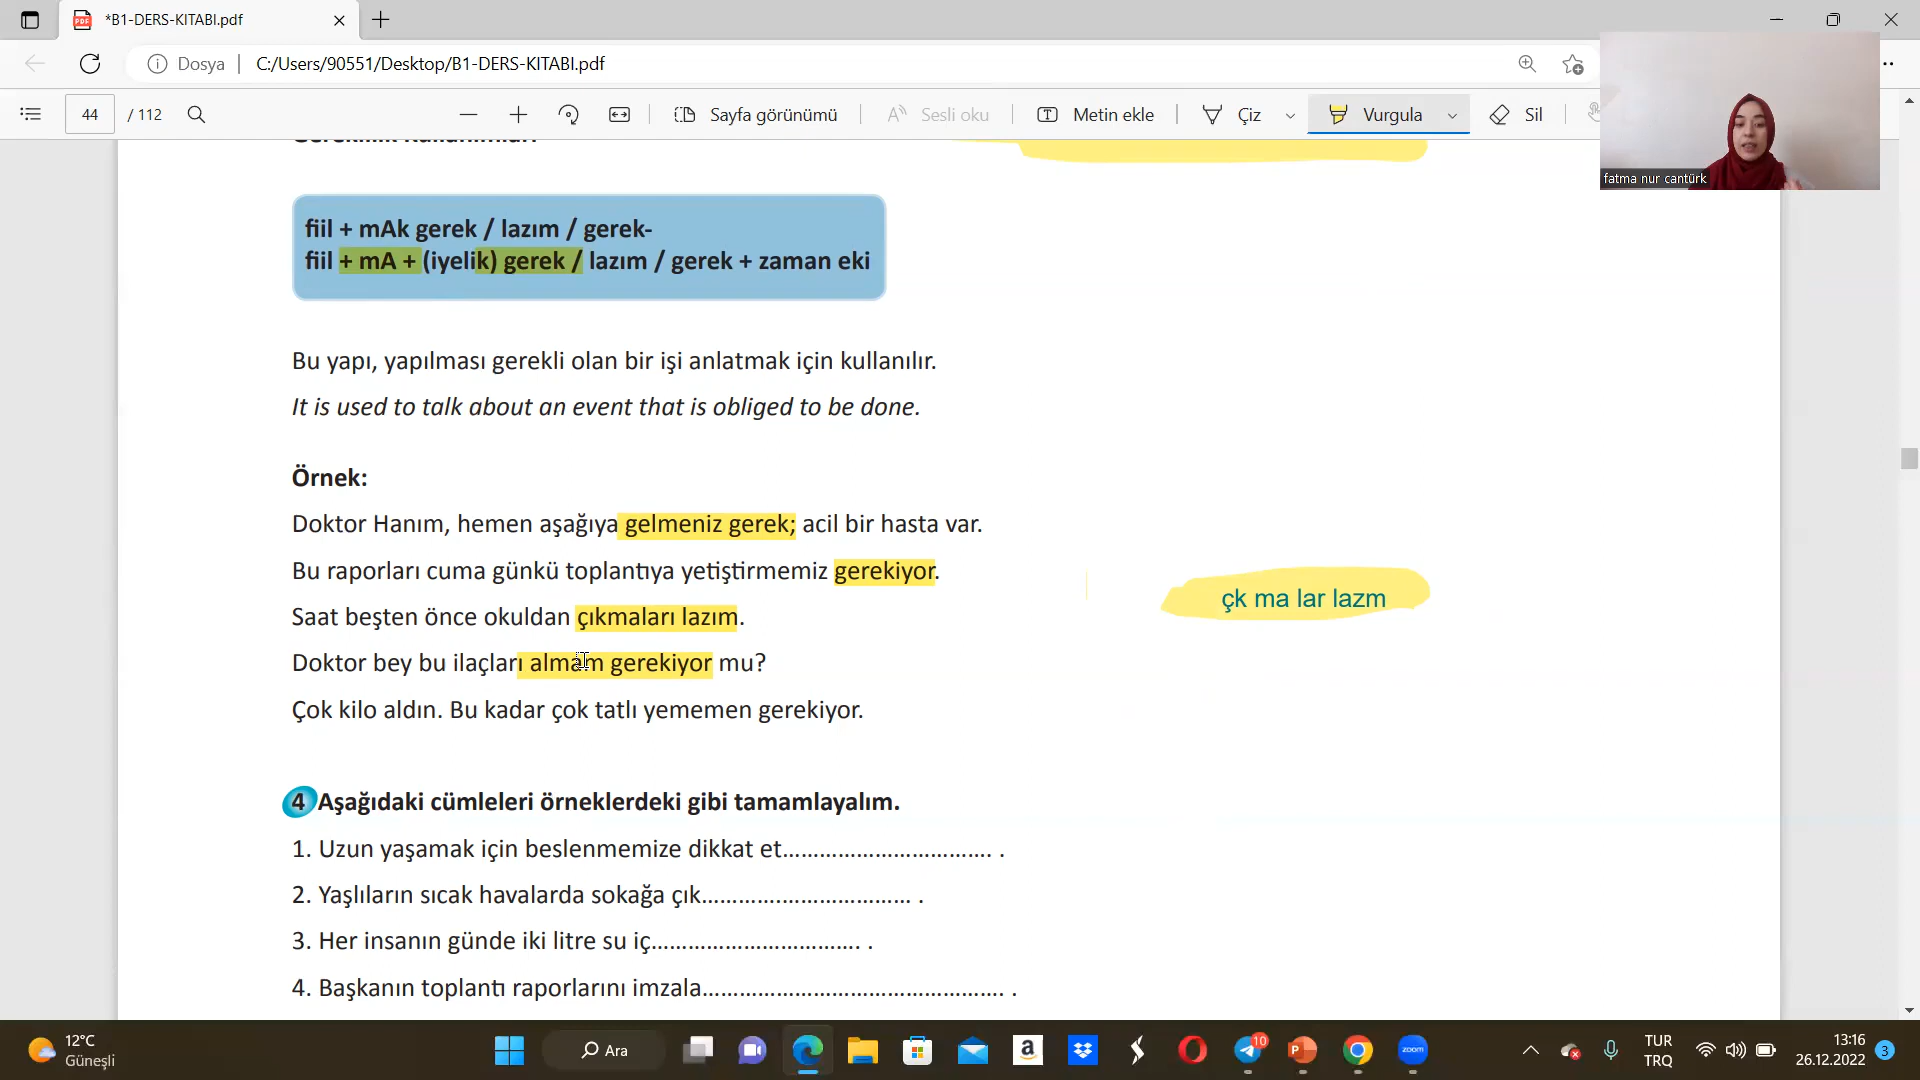 *B1-DERS-KITABI.pdf
Dosya | C:/Users/90551/Desktop/B1-DERS-KITABI.pdf
44 / 112 Sayfa görünümü Sesli oku Metin ekle Çiz Vurgula Sil
fatma nur cantürk
fiil + mAk gerek / lazım / gerek-
fiil + mA + (iyelik) gerek / lazım / gerek + zaman eki
Bu yapı, yapılması gerekli olan bir işi anlatmak için kullanılır.
It is used to talk about an event that is obliged to be done.
Örnek:
Doktor Hanım, hemen aşağıya gelmeniz gerek; acil bir hasta var.
Bu raporları cuma günkü toplantıya yetiştirmemiz gerekiyor.
çk ma lar lazm
Saat beşten önce okuldan çıkmaları lazım.
Doktor bey bu ilaçları almam gerekiyor mu?
Çok kilo aldın. Bu kadar çok tatlı yememen gerekiyor.
4 Aşağıdaki cümleleri örneklerdeki gibi tamamlayalım.
1. Uzun yaşamak için beslenmemize dikkat et................................. .
2. Yaşlıların sıcak havalarda sokağa çık................................. .
3. Her insanın günde iki litre su iç................................. .
4. Başkanın toplantı raporlarını imzala................................................ .
12°C
Güneşli
Ara
10
zoom
TUR
TRQ
13:16
26.12.2022
3